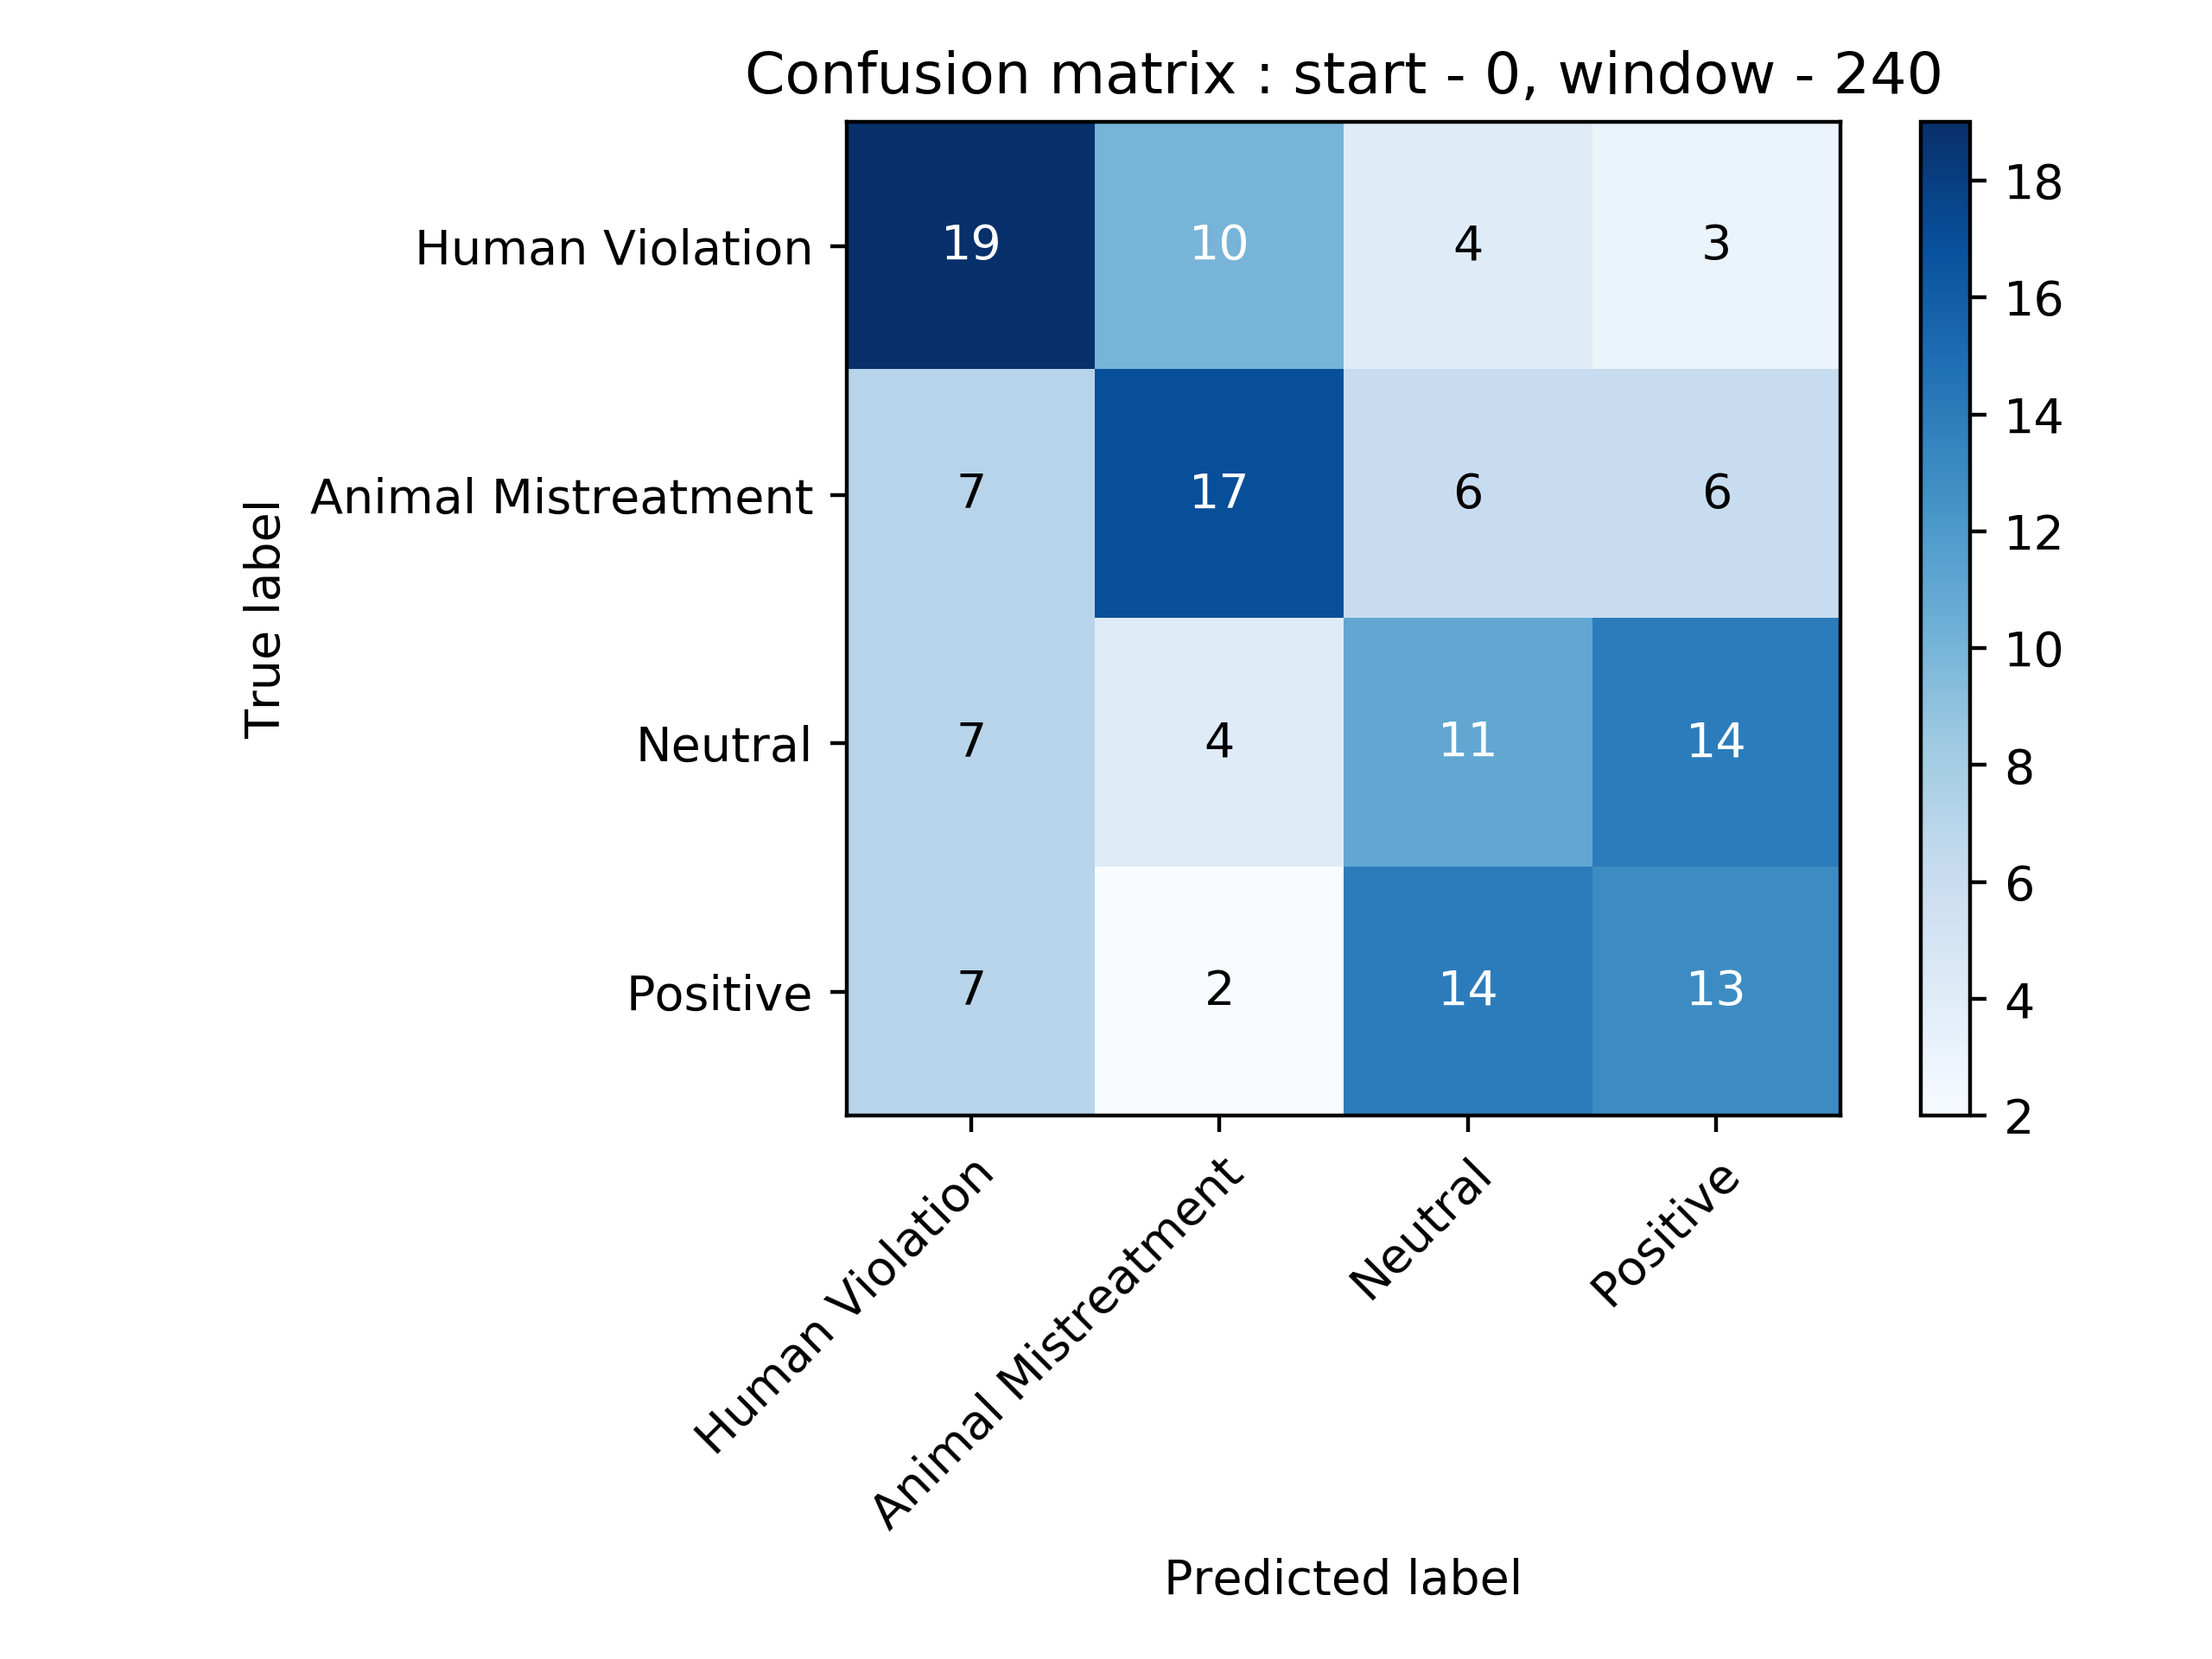 Confusion matrix : start - 0, window - 240
True label
Human Violation 19 10 4 3
Animal Mistreatment 7 17 6 6
Neutral 7 4 11 14
Positive 7 2 14 13
Human Violation
Animal Mistreatment
Neutral
Positive
Predicted label
18
16
14
12
10
8
6
4
2